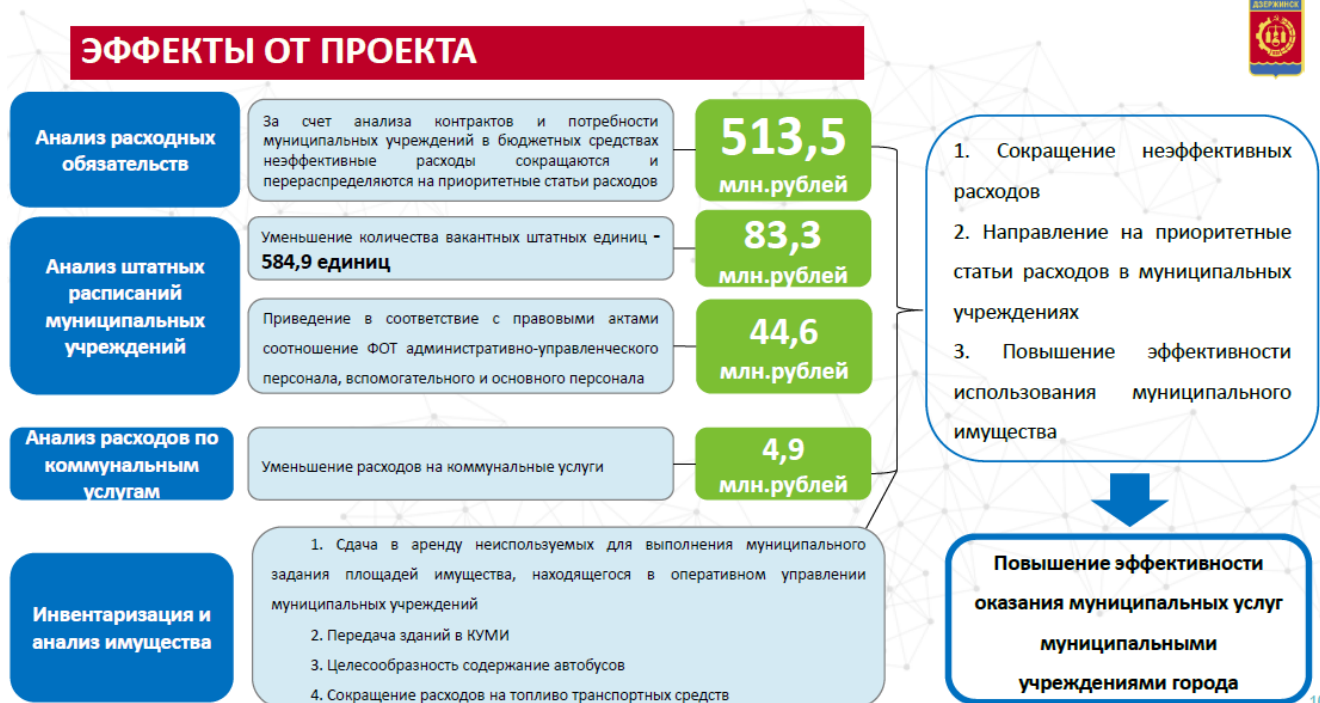 ДЗЕРЖИНСК
ЭФФЕКТЫ ОТ ПРОЕКТА
Анализ расходных
обязательств
За счет анализа контрактов и потребности
муниципальных учреждений в бюджетных средствах
неэффективные расходы сокращаются и
перераспределяются на приоритетные статьи расходов
513,5
млн.рублей
Анализ штатных
расписаний
муниципальных
учреждений
Уменьшение количества вакантных штатных единиц -
584,9 единиц
83,3
млн.рублей
Приведение в соответствие с правовыми актами
соотношение ФОТ административно-управленческого
персонала, вспомогательного и основного персонала
44,6
млн.рублей
Анализ расходов по
коммунальным
услугам
Уменьшение расходов на коммунальные услуги
4,9
млн.рублей
Инвентаризация и
анализ имущества
1. Сдача в аренду неиспользуемых для выполнения муниципального
задания площадей имущества, находящегося в оперативном управлении
муниципальных учреждений
2. Передача зданий в КУМИ
3. Целесообразность содержание автобусов
4. Сокращение расходов на топливо транспортных средств
1. Сокращение неэффективных
расходов
2. Направление на приоритетные
статьи расходов в муниципальных
учреждениях
3. Повышение эффективности
использования муниципального
имущества
Повышение эффективности
оказания муниципальных услуг
муниципальными
учреждениями города